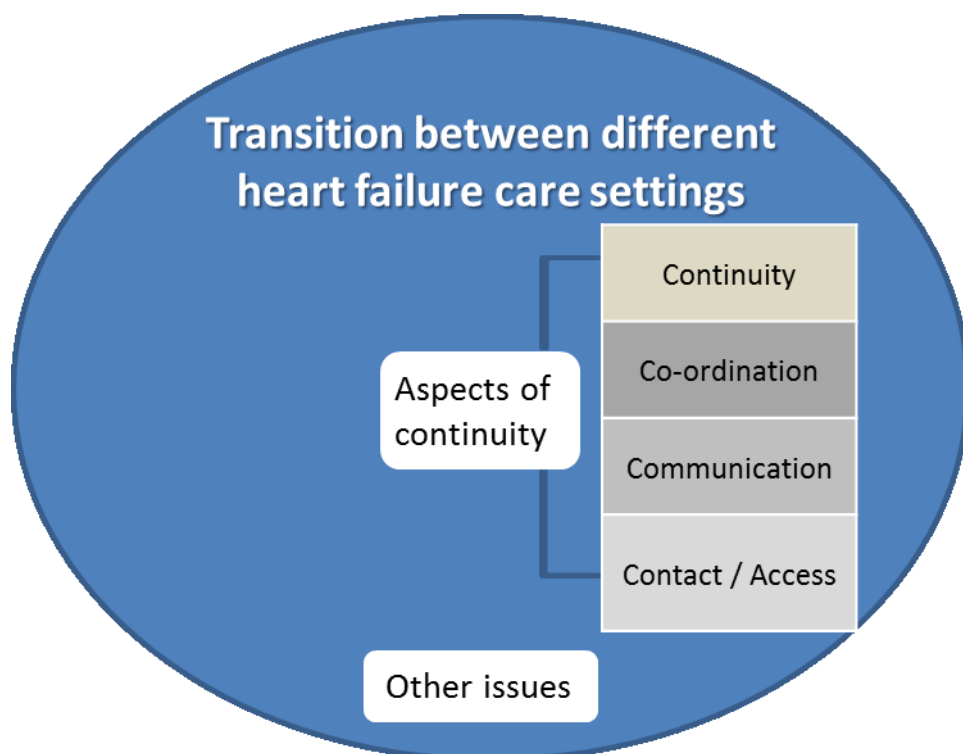 Transition between different
heart failure care settings
Continuity
Co-ordination
Aspects of
continuity
Communication
Contact / Access
Other issues